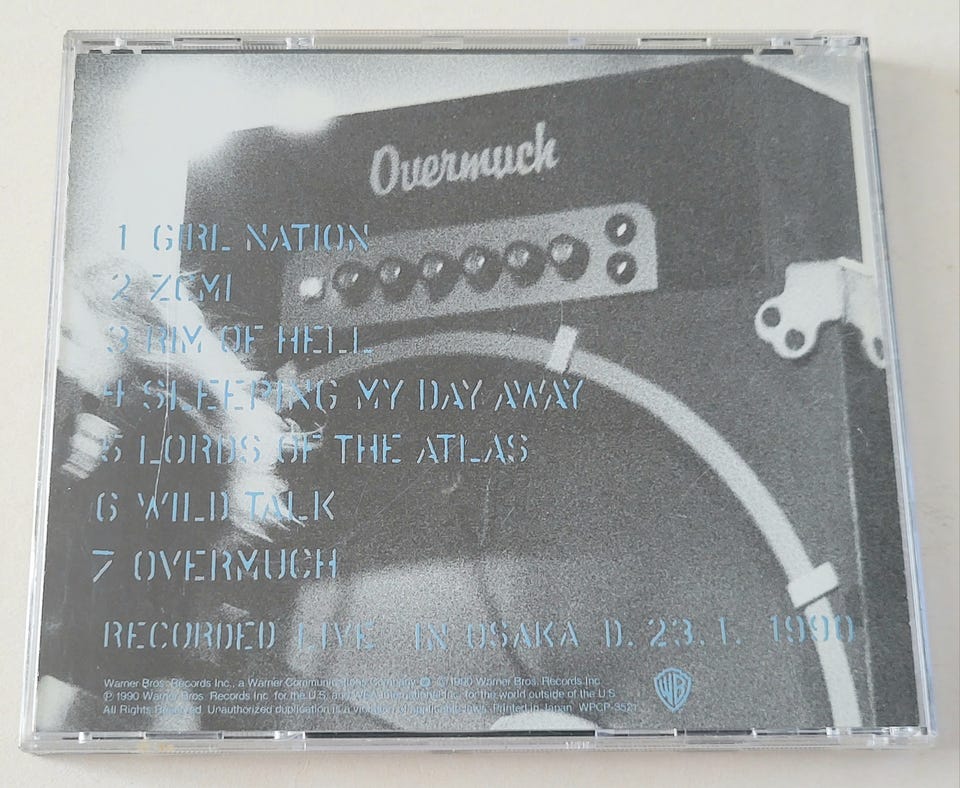 Overmuch
1 GIRL NATION
2 ZCMI
3 RIM OF HELL
4 SLEEPING MY DAY AWAY
5 LORDS OF THE ATLAS
6 WILD TALK
7 OVERMUCH
RECORDED LIVE IN OSAKA D. 23. 1. 1990
Warner Bros. Records Inc., a Warner Communications Company © 1990 Warner Bros. Records Inc.
℗ 1990 Warner Bros. Records Inc. for the U.S. and WEA International Inc. for the world outside of the U.S.
All Rights Reserved. Unauthorized duplication is a violation of applicable laws. Printed in Japan WPCP-3521
WB